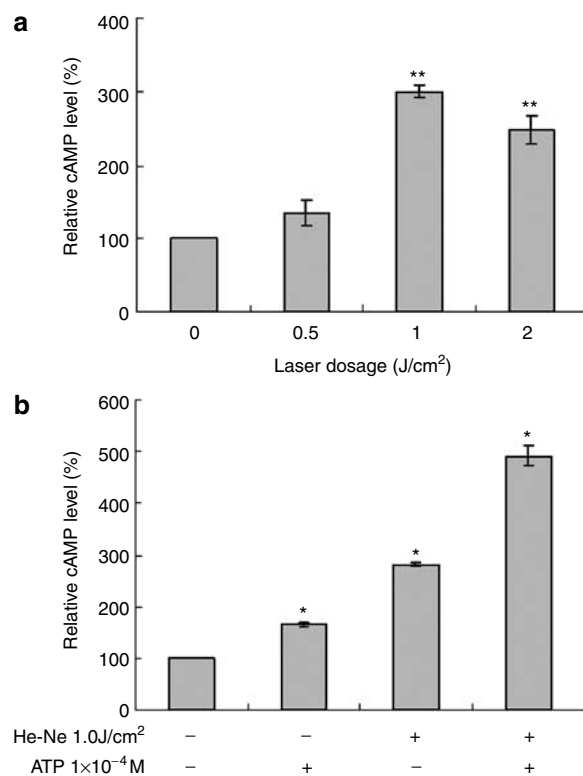 a
Relative cAMP level (%)
400
300
200
100
0
**
**
0 0.5 1 2
Laser dosage (J/cm²)
b
Relative cAMP level (%)
600
500
400
300
200
100
0
*
*
*
He-Ne 1.0J/cm² − − + +
ATP 1×10⁻⁴ M − + − +